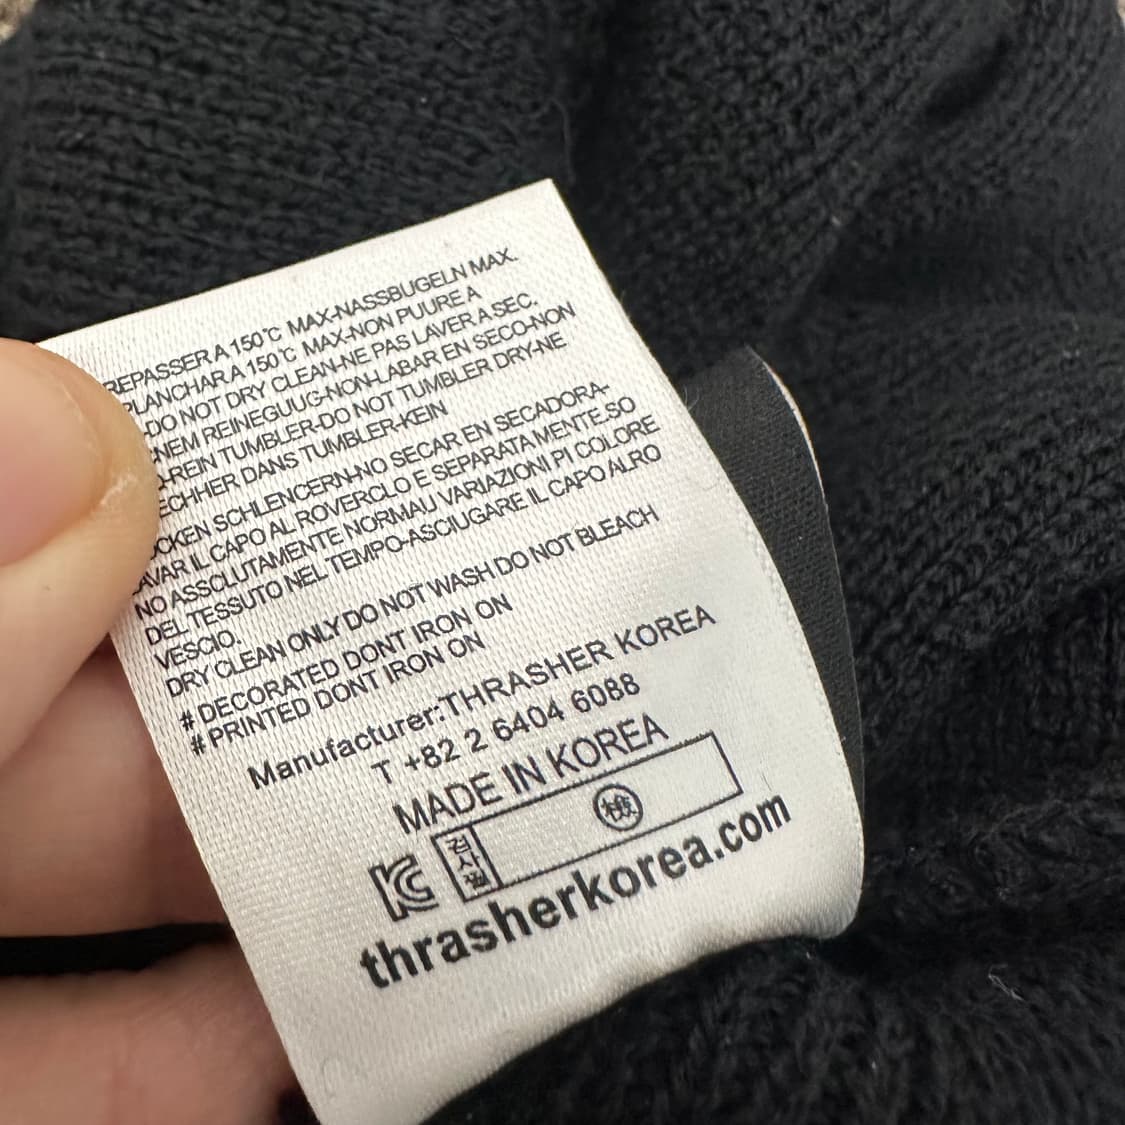 REPASSER A 150℃ MAX-NASSBUGELN MAX.
PLANCHAR A 150℃ MAX-NON PUURE A
-DO NOT DRY CLEAN-NE PAS LAVER A SEC.
NEM REINEGUUG-NON-LABAR EN SECO-NON
-REIN TUMBLER-DO NOT TUMBLER DRY-NE
ECHHER DANS TUMBLER-KEIN
OCKEN SCHLENCERN-NO SECAR EN SECADORA-
AVAR IL CAPO AL ROVERCLO E SEPARATA MENTE.SO
NO ASSCLUTAMENTE NORMAU VARIAZIONI PI COLORE
DEL TESSUTO NEL TEMPO-ASCIUGARE IL CAPO ALRO
VESCIO.
DRY CLEAN ONLY DO NOT WASH DO NOT BLEACH
# DECORATED DONT IRON ON
# PRINTED DONT IRON ON
Manufacturer:THRASHER KOREA
T +82 2 6404 6088
MADE IN KOREA
KC 검사필 檢
thrasherkorea.com